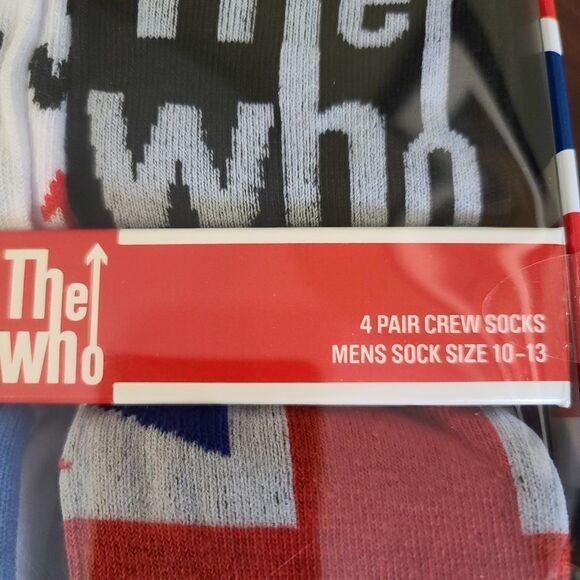 The
who
The
who
4 PAIR CREW SOCKS
MENS SOCK SIZE 10-13